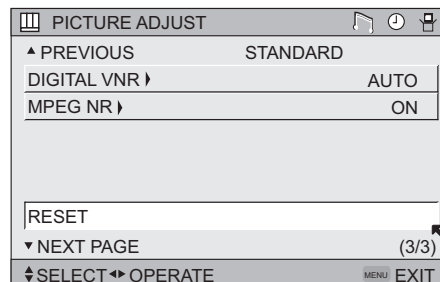 PICTURE ADJUST
▲ PREVIOUS STANDARD
DIGITAL VNR AUTO
MPEG NR ON
RESET
▼ NEXT PAGE (3/3)
SELECT OPERATE MENU EXIT